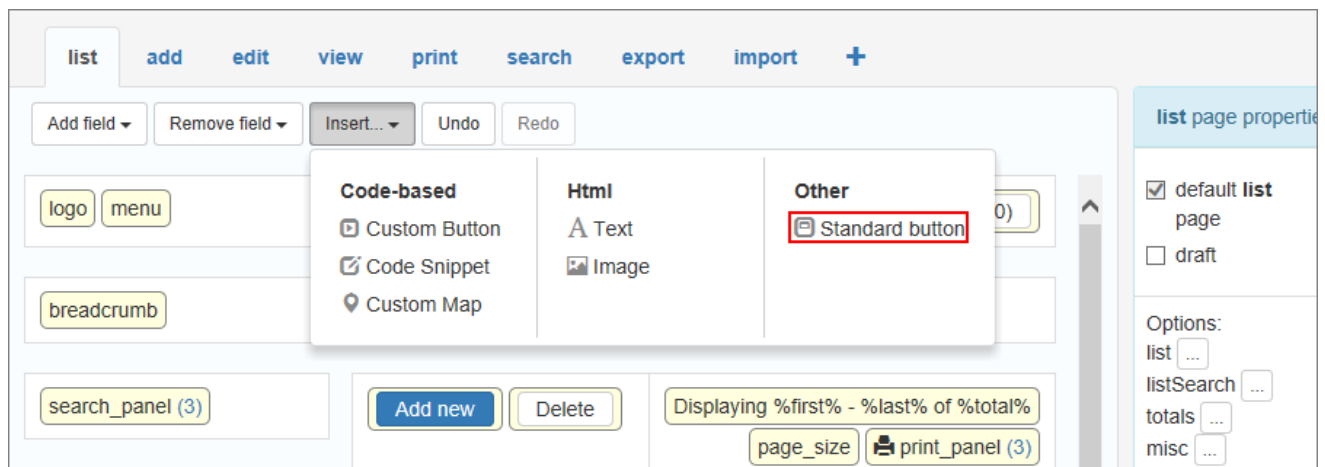 list add edit view print search export import +
Add field Remove field Insert... Undo Redo
list page propertie
Code-based Html Other
logo menu 0)
Custom Button Text Standard button
Code Snippet Image
Custom Map
breadcrumb
default list
page
draft
Options:
list ...
listSearch ...
totals ...
misc ...
search_panel (3) Add new Delete Displaying %first% - %last% of %total%
page_size print_panel (3)